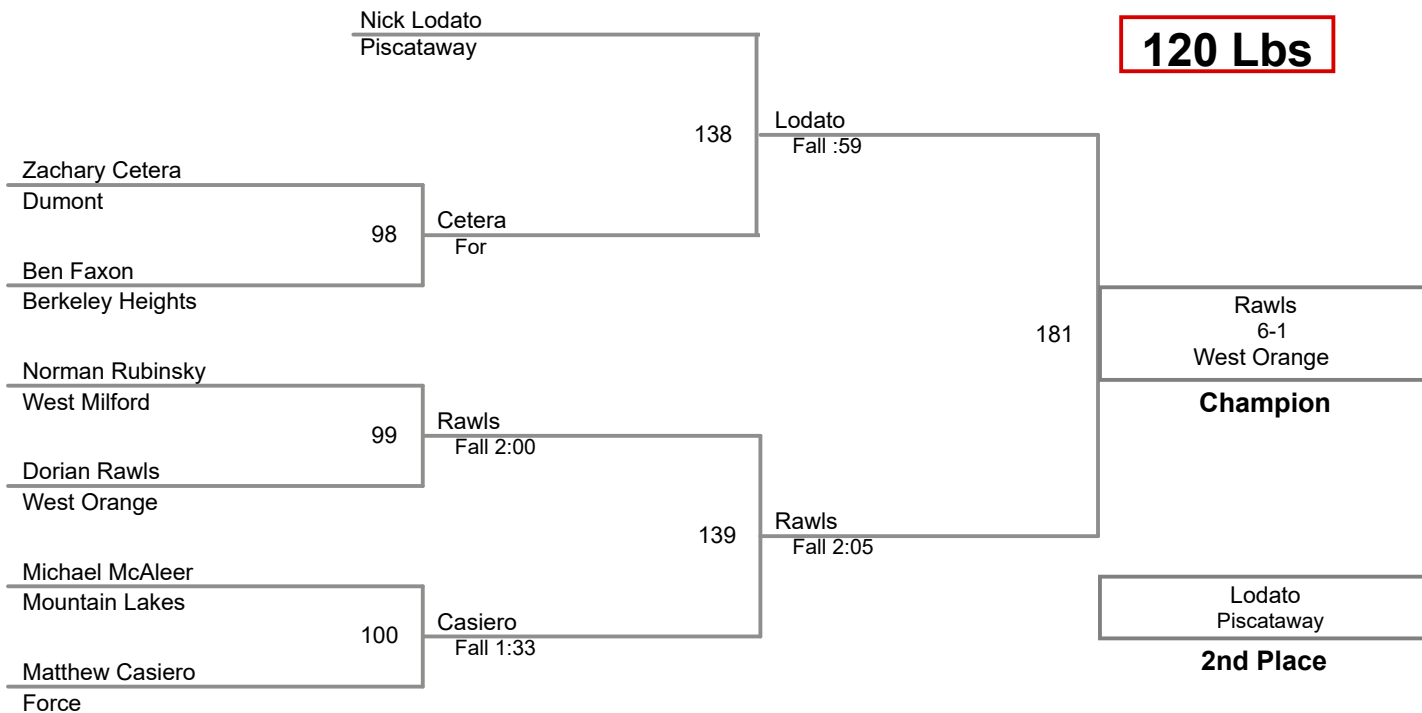 Nick Lodato
Piscataway
120 Lbs
138
Lodato
Fall :59
Zachary Cetera
Dumont
98
Cetera
For
Ben Faxon
Berkeley Heights
181
Rawls
6-1
West Orange
Champion
Norman Rubinsky
West Milford
99
Rawls
Fall 2:00
Dorian Rawls
West Orange
139
Rawls
Fall 2:05
Michael McAleer
Mountain Lakes
100
Casiero
Fall 1:33
Matthew Casiero
Force
Lodato
Piscataway
2nd Place